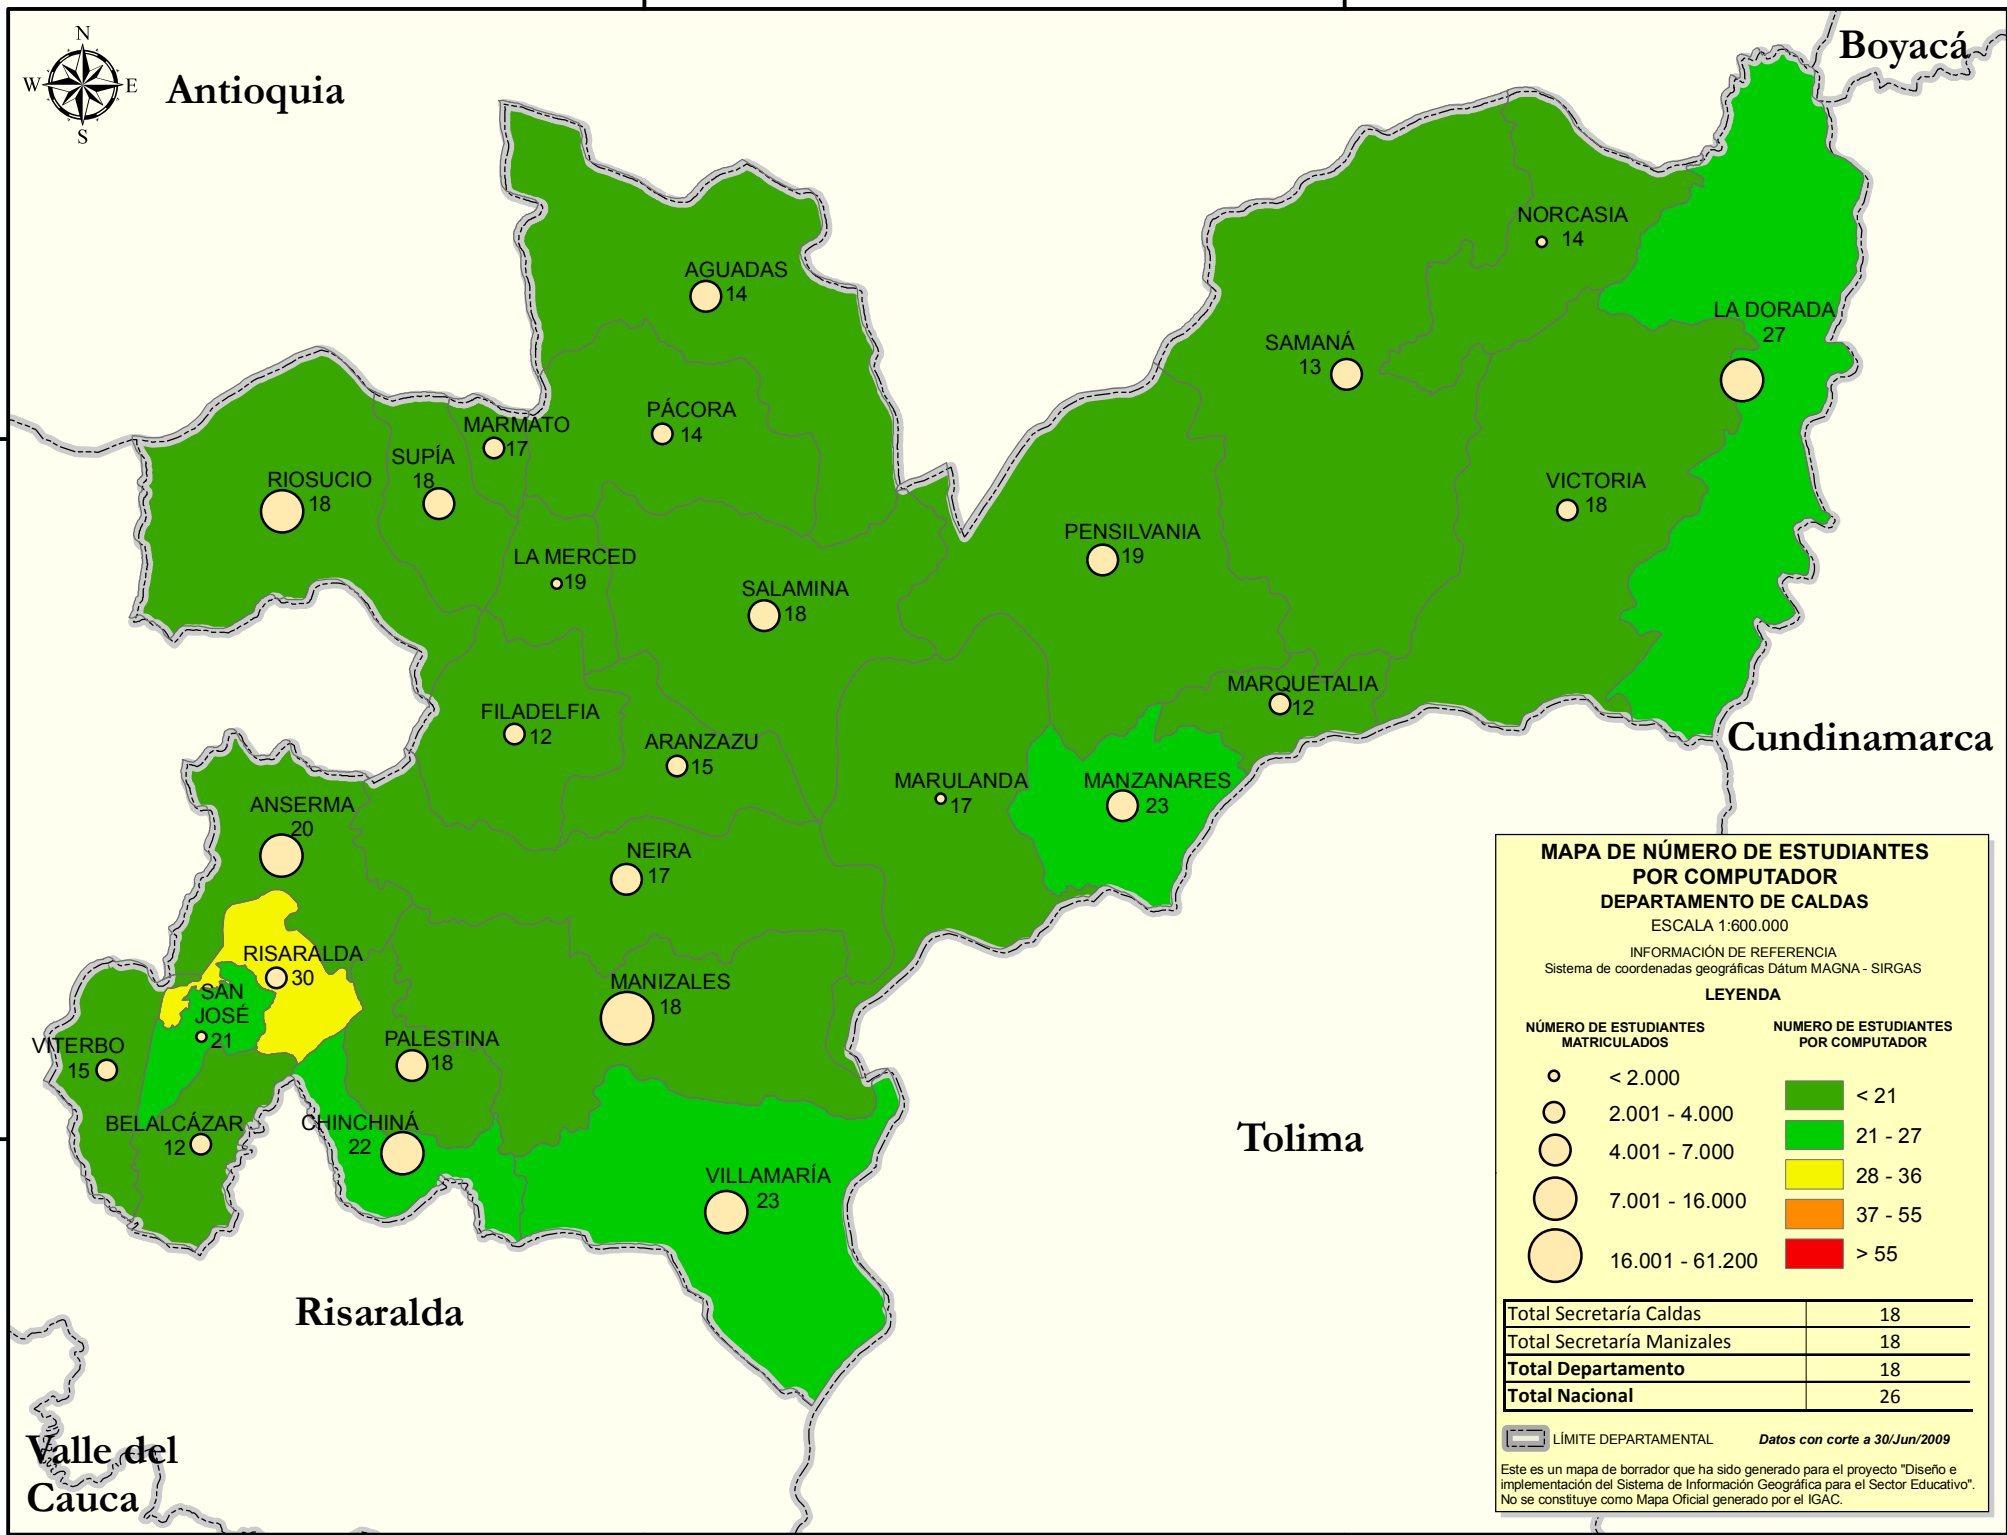 N
W
E
S
Antioquia
Boyacá
NORCASIA
14
AGUADAS
14
LA DORADA
27
SAMANÁ
13
PÁCORA
14
MARMATO
17
SUPÍA
18
RIOSUCIO
18
VICTORIA
18
PENSILVANIA
19
LA MERCED
19
SALAMINA
18
MARQUETALIA
12
FILADELFIA
12
ARANZAZU
15
Cundinamarca
MARULANDA
17
MANZANARES
23
ANSERMA
20
NEIRA
17
RISARALDA
30
MANIZALES
18
SAN
JOSÉ
21
VITERBO
15
PALESTINA
18
BELALCÁZAR
12
CHINCHINÁ
22
VILLAMARÍA
23
Tolima
Risaralda
Valle del
Cauca
MAPA DE NÚMERO DE ESTUDIANTES
POR COMPUTADOR
DEPARTAMENTO DE CALDAS
ESCALA 1:600.000
INFORMACIÓN DE REFERENCIA
Sistema de coordenadas geográficas Dátum MAGNA - SIRGAS
LEYENDA
NÚMERO DE ESTUDIANTES
MATRICULADOS
< 2.000
2.001 - 4.000
4.001 - 7.000
7.001 - 16.000
16.001 - 61.200
NUMERO DE ESTUDIANTES
POR COMPUTADOR
< 21
21 - 27
28 - 36
37 - 55
> 55
Total Secretaría Caldas 18
Total Secretaría Manizales 18
Total Departamento 18
Total Nacional 26
LÍMITE DEPARTAMENTAL Datos con corte a 30/Jun/2009
Este es un mapa de borrador que ha sido generado para el proyecto "Diseño e
implementación del Sistema de Información Geográfica para el Sector Educativo".
No se constituye como Mapa Oficial generado por el IGAC.